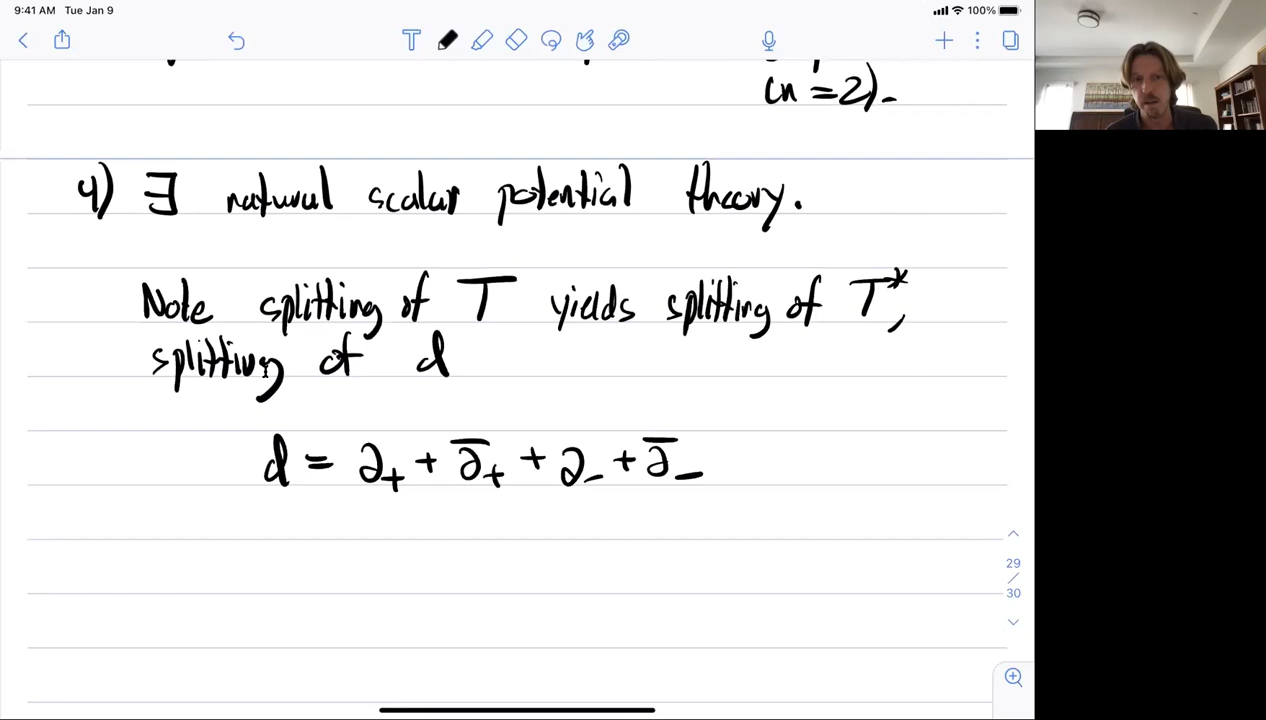 9:41 AM Tue Jan 9
100%
(n = 2).
4) ∃ natural scalar potential theory.
Note splitting of T yields splitting of T*,
splitting of d
d = ∂₊ + ∂̄₊ + ∂₋ + ∂̄₋
29
/
30